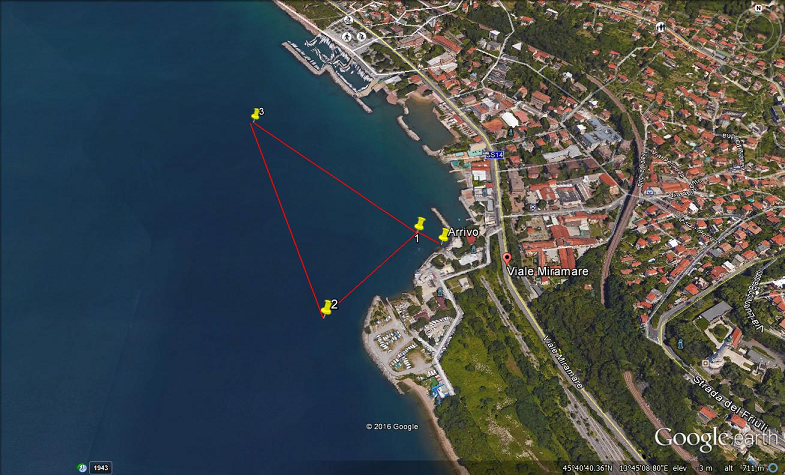 3
SS14
Arrivo
1
Viale Miramare
2
Viale Miramare
Strada del Friuli
© 2016 Google
Google earth
1943
45°40'40.36"N 13°45'08.80"E elev 3 m alt 711 m
N